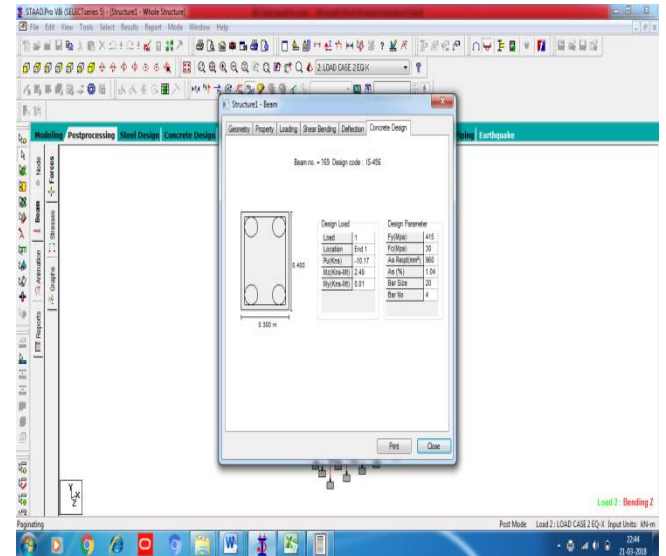 STAAD.Pro V8i (SELECTseries 5) - [Structure1 - Whole Structure]
File Edit View Tools Select Results Report Mode Window Help
2: LOAD CASE 2 EQ-X
Structure1 - Beam
Modeling Postprocessing Steel Design Concrete Design
Piping Earthquake
Geometry Property Loading Shear Bending Deflection Concrete Design
Beam no. = 169 Design code : IS-456
0.400
0.300 m
Design Load
Load 1
Location End 1
Pu(Kns) -10.17
Mz(Kns-Mt) 2.49
My(Kns-Mt) 0.01
Design Parameter
Fy(Mpa) 415
Fc(Mpa) 30
As Reqd(mm²) 960
As (%) 1.04
Bar Size 20
Bar No 4
Print Close
Node
Beam
Animation
Reports
Forces
Stresses
Graphs
Y
X
Z
Load 2 : Bending Z
Paginating
Post Mode Load 2 : LOAD CASE 2 EQ-X Input Units: kN-m
22:44
21-03-2018